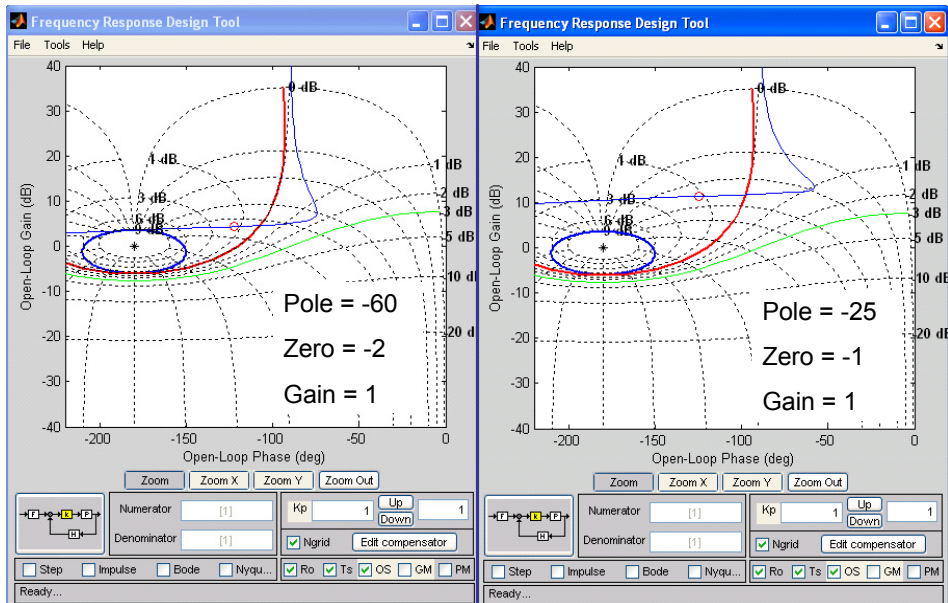 Frequency Response Design Tool
File Tools Help
40
30
20
10
0
-10
-20
-30
-40
Open-Loop Gain (dB)
0 dB
1 dB
3 dB
6 dB
1 dB
2 dB
3 dB
5 dB
10 dB
-20 dB
Pole = -60
Zero = -2
Gain = 1
-200 -150 -100 -50 0
Open-Loop Phase (deg)
Zoom Zoom X Zoom Y Zoom Out
F k P
H
Numerator [1]
Denominator [1]
Kp 1 Up Down 1
Ngrid Edit compensator
Step Impulse Bode Nyqu... Ro Ts OS GM PM
Ready...
Frequency Response Design Tool
File Tools Help
40
30
20
10
0
-10
-20
-30
-40
Open-Loop Gain (dB)
0 dB
1 dB
3 dB
6 dB
1 dB
2 dB
3 dB
5 dB
10 dB
-20 dB
Pole = -25
Zero = -1
Gain = 1
-200 -150 -100 -50 0
Open-Loop Phase (deg)
Zoom Zoom X Zoom Y Zoom Out
F k P
H
Numerator [1]
Denominator [1]
Kp 1 Up Down 1
Ngrid Edit compensator
Step Impulse Bode Nyqu... Ro Ts OS GM PM
Ready...